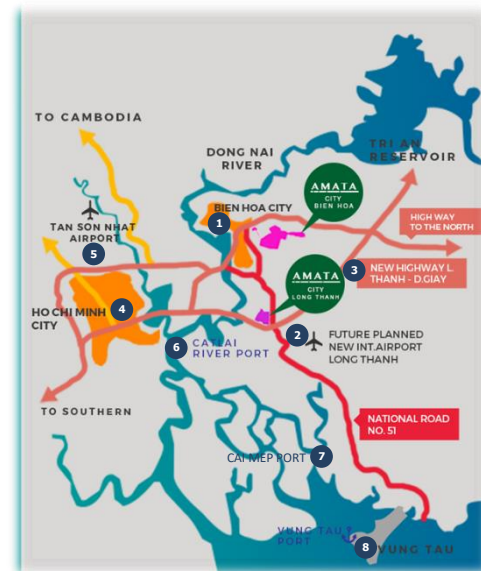 TO CAMBODIA
DONG NAI
RIVER
TRI AN
RESERVOIR
AMATA
CITY
BIEN HOA
BIEN HOA CITY
1
TAN SON NHAT
AIRPORT
5
HIGH WAY
TO THE NORTH
AMATA
CITY
LONG THANH
3
NEW HIGHWAY L.
THANH - D.GIAY
HO CHI MINH
CITY
4
2
FUTURE PLANNED
NEW INT.AIRPORT
LONG THANH
6
CATLAI
RIVER PORT
TO SOUTHERN
NATIONAL ROAD
NO. 51
CAI MEP PORT
7
VUNG TAU
PORT
8
VUNG TAU